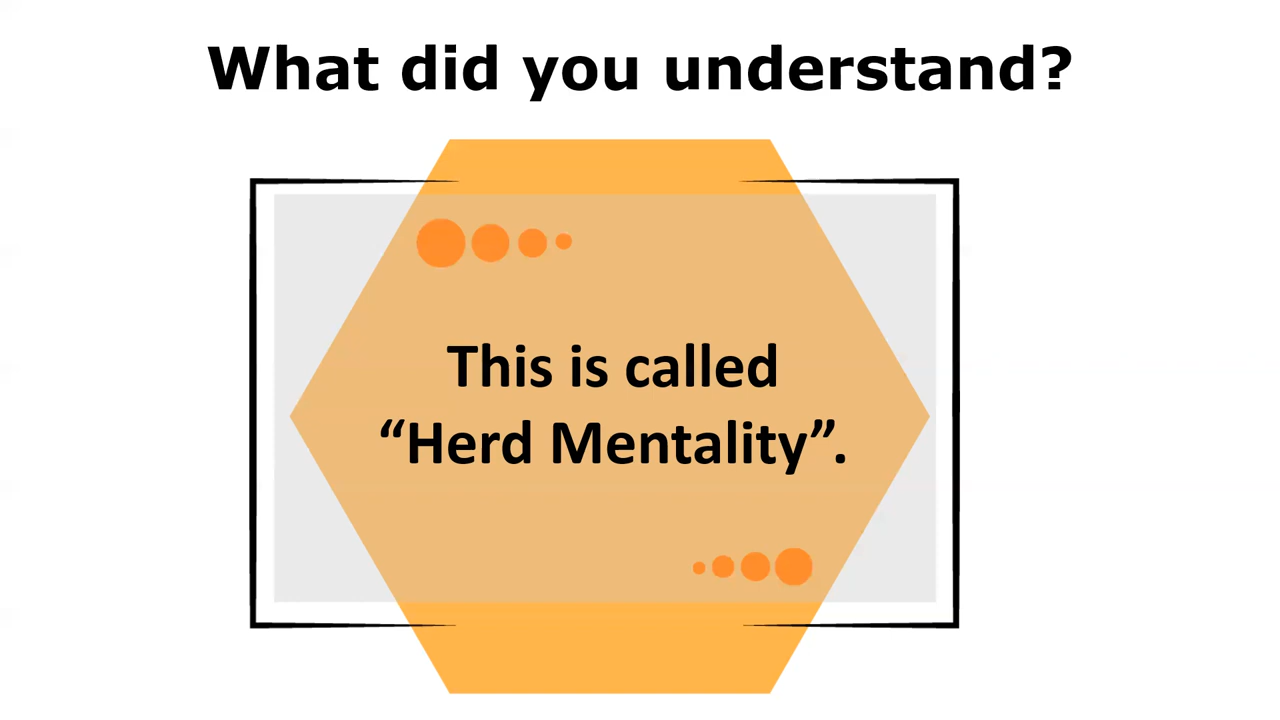 What did you understand?
This is called
“Herd Mentality”.